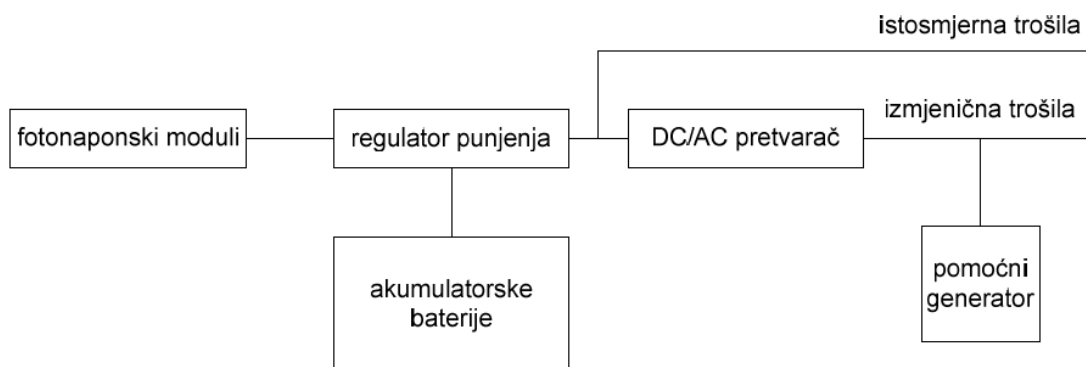 istosmjerna trošila
izmjenična trošila
fotonaponski moduli
regulator punjenja
DC/AC pretvarač
akumulatorske
baterije
pomoćni
generator